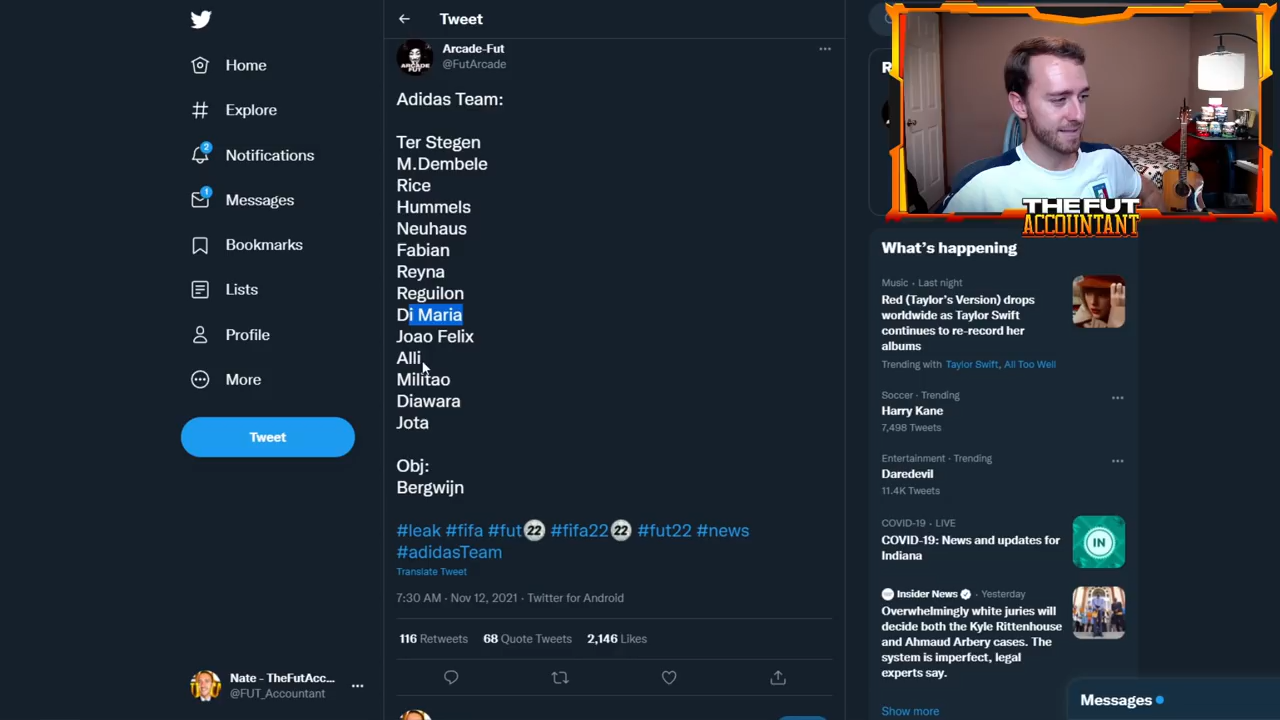 Home
Explore
2
Notifications
1
Messages
Bookmarks
Lists
Profile
More
Tweet
Nate - TheFutAcc...
@FUT_Accountant
Tweet
Arcade-Fut
@FutArcade
ARCADE
FUT
Adidas Team:
Ter Stegen
M.Dembele
Rice
Hummels
Neuhaus
Fabian
Reyna
Reguilon
Di Maria
Joao Felix
Alli
Militao
Diawara
Jota
Obj:
Bergwijn
#leak #fifa #fut22 #fifa22 #fut22 #news
#adidasTeam
Translate Tweet
7:30 AM · Nov 12, 2021 · Twitter for Android
116 Retweets 68 Quote Tweets 2,146 Likes
THE FUT
ACCOUNTANT
What's happening
Music · Last night
Red (Taylor's Version) drops
worldwide as Taylor Swift
continues to re-record her
albums
Trending with Taylor Swift, All Too Well
Soccer · Trending
Harry Kane
7,498 Tweets
Entertainment · Trending
Daredevil
11.4K Tweets
COVID-19 · LIVE
COVID-19: News and updates for
Indiana
IN
Insider News · Yesterday
Overwhelmingly white juries will
decide both the Kyle Rittenhouse
and Ahmaud Arbery cases. The
system is imperfect, legal
experts say.
Show more
Messages